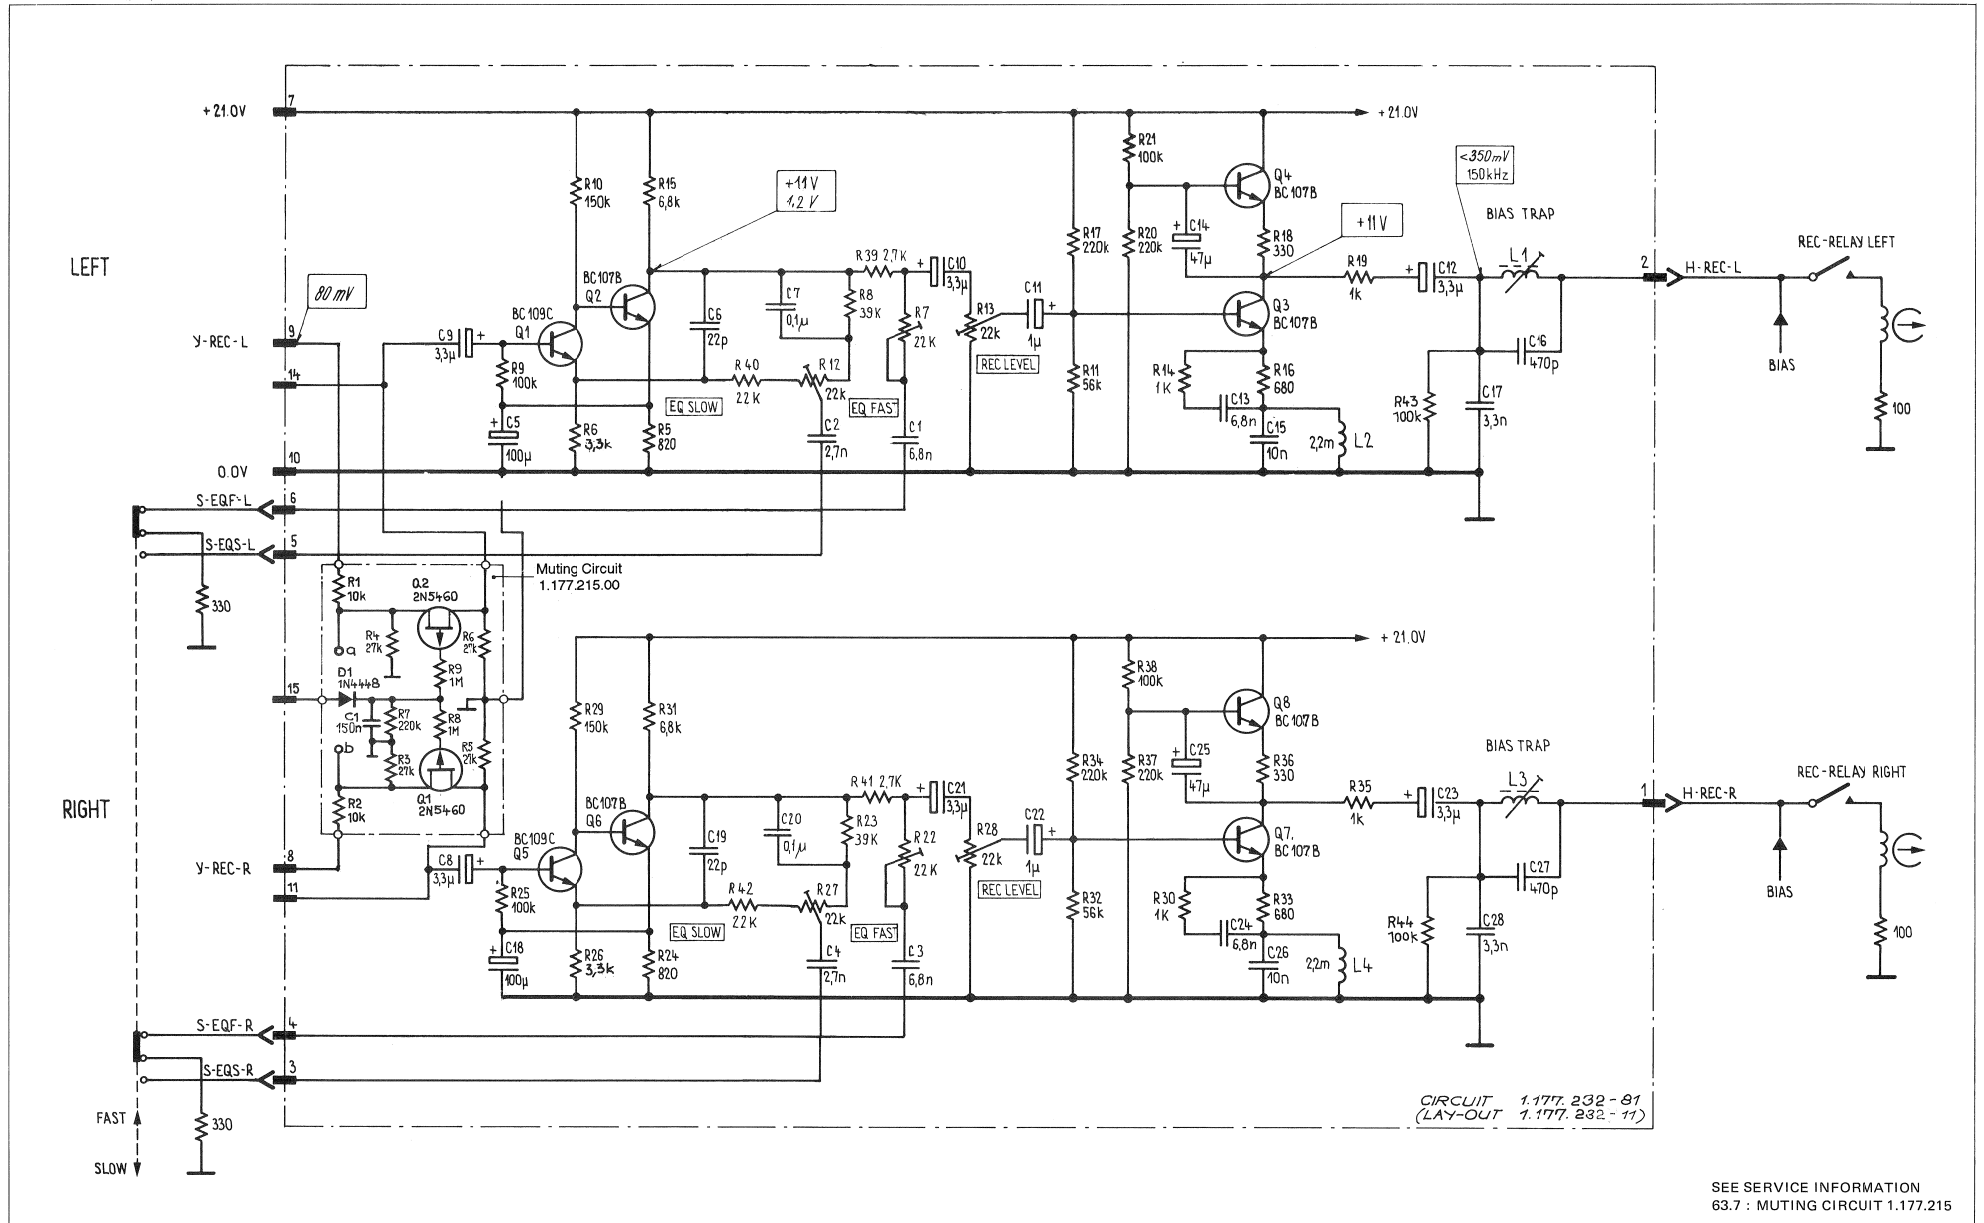 +21.0V
7
+ 21.0V
LEFT
80 mV
9
Y-REC-L
14
C9
3,3µ
+
BC109C
Q1
R9
100k
+
C5
100µ
R10
150k
R15
6,8k
BC107B
Q2
R6
3,3k
R5
820
+11V
1.2 V
C6
22p
C7
0,1µ
R39 2,7K
R8
39K
R7
22K
R40
22K
R12
22k
EQ SLOW
EQ FAST
C2
2,7n
C1
6,8n
+
C10
3,3µ
R13
22k
REC LEVEL
C11
+
1µ
R17
220k
R11
56k
R21
100k
R20
220k
+
C14
47µ
Q4
BC107B
R18
330
+11V
Q3
BC107B
R14
1K
R16
680
C13
6,8n
C15
10n
2,2m
L2
R19
1k
+
C12
3,3µ
<350mV
150kHz
BIAS TRAP
L1
C16
470p
R43
100k
C17
3,3n
2
H-REC-L
REC-RELAY LEFT
BIAS
100
0.0V
10
S-EQF-L
6
S-EQS-L
5
330
Muting Circuit
1.177.215.00
R1
10k
Q2
2N5460
R4
27k
R6
27k
a
R9
1M
D1
1N4448
15
C1
150n
R7
220k
R8
1M
b
R3
27k
R5
27k
R2
10k
Q1
2N5460
RIGHT
Y-REC-R
8
11
C8
+
3,3µ
BC109C
Q5
R25
100k
+
C18
100µ
R29
150k
R31
6,8k
BC107B
Q6
R26
3,3k
R24
820
+ 21.0V
C19
22p
C20
0,1µ
R41 2,7K
R23
39K
R22
22K
R42
22K
R27
22k
EQ SLOW
EQ FAST
C4
2,7n
C3
6,8n
+
C21
3,3µ
R28
22k
REC LEVEL
C22
+
1µ
R34
220k
R32
56k
R38
100k
R37
220k
+
C25
47µ
Q8
BC107B
R36
330
Q7
BC107B
R30
1K
R33
680
C24
6,8n
C26
10n
2,2m
L4
R35
1k
+
C23
3,3µ
BIAS TRAP
L3
C27
470p
R44
100k
C28
3,3n
1
H-REC-R
REC-RELAY RIGHT
BIAS
100
S-EQF-R
4
S-EQS-R
3
FAST
SLOW
330
CIRCUIT 1.177.232-81
(LAY-OUT 1.177.232-11)
SEE SERVICE INFORMATION
63.7 : MUTING CIRCUIT 1.177.215